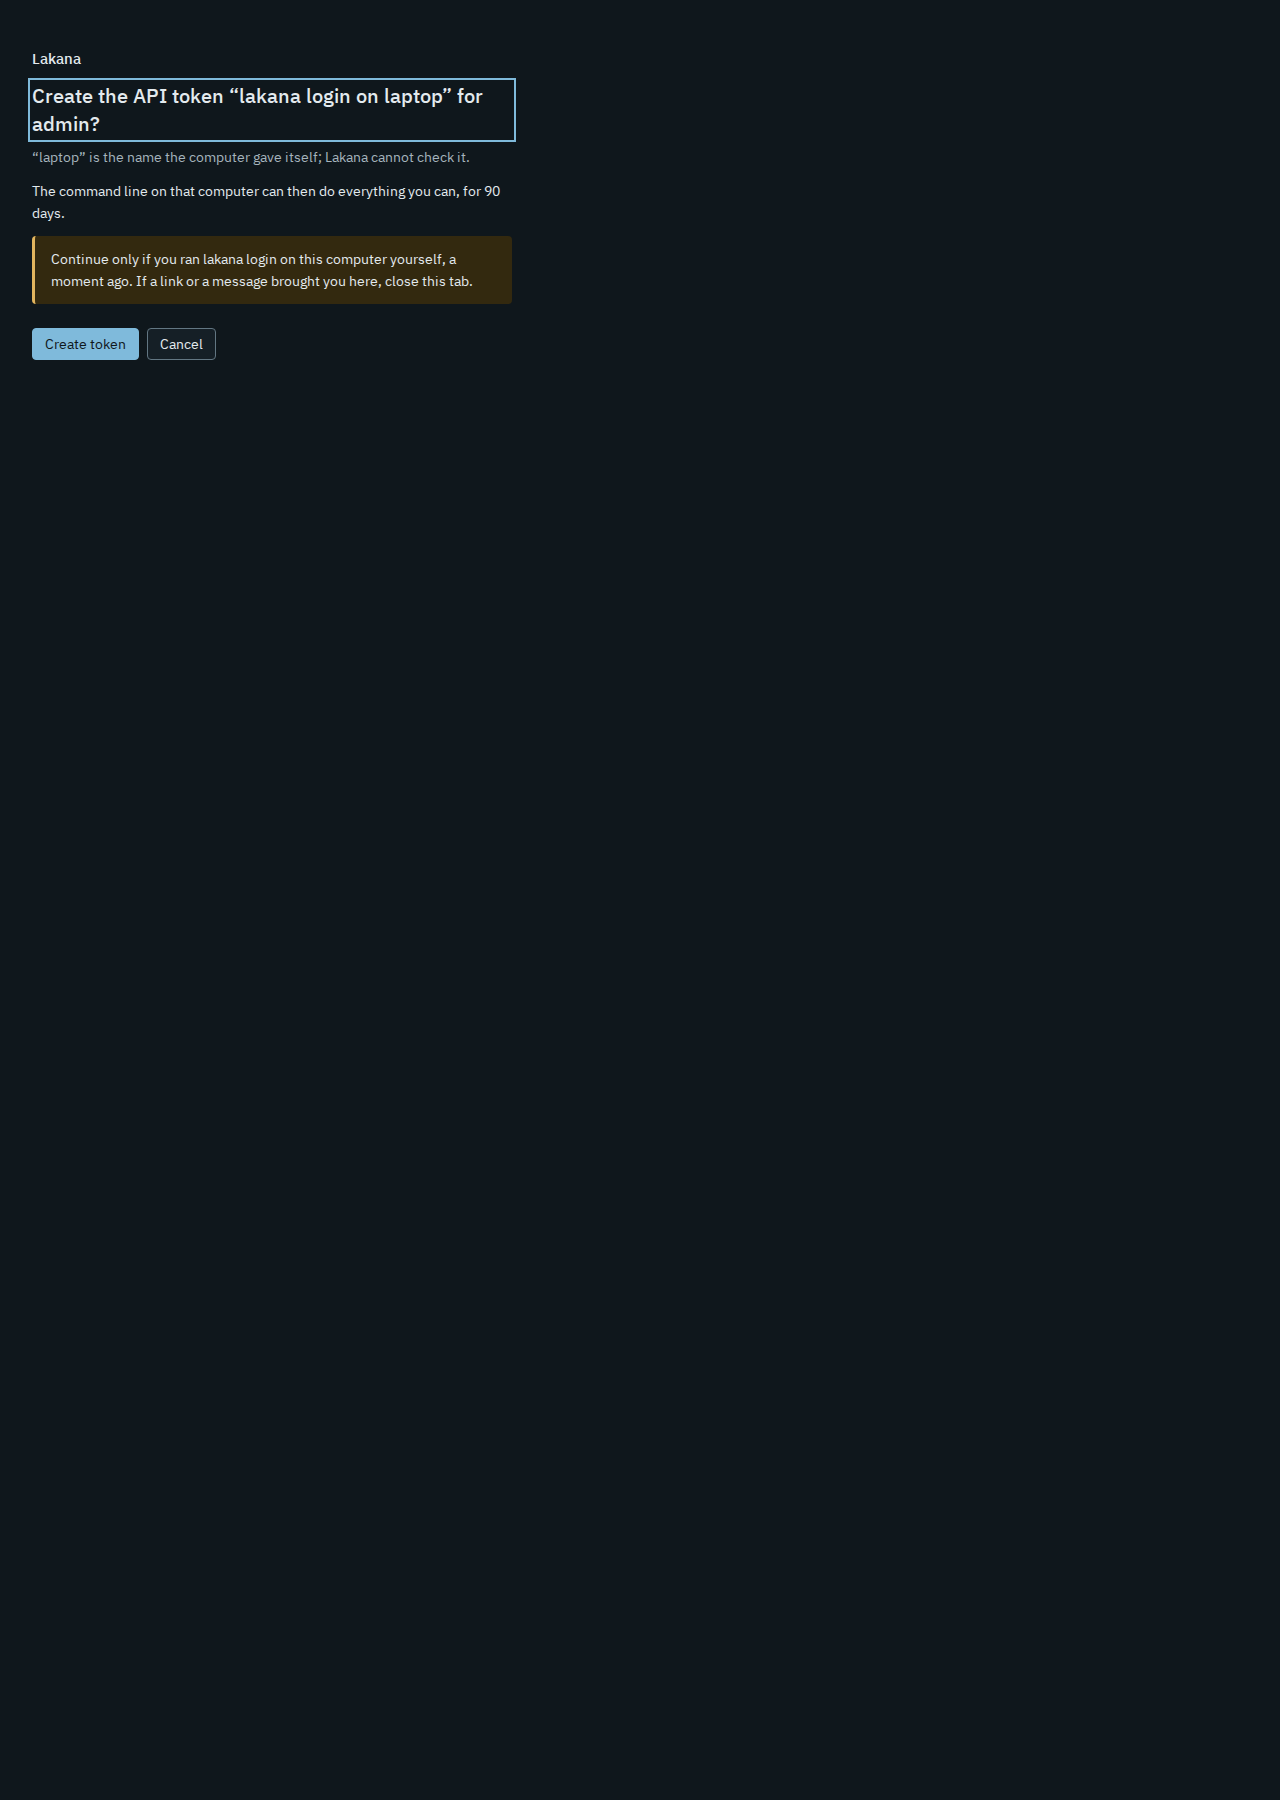 Lakana
Create the API token “lakana login on laptop” for
admin?
“laptop” is the name the computer gave itself; Lakana cannot check it.
The command line on that computer can then do everything you can, for 90
days.
Continue only if you ran lakana login on this computer yourself, a
moment ago. If a link or a message brought you here, close this tab.
Create token
Cancel